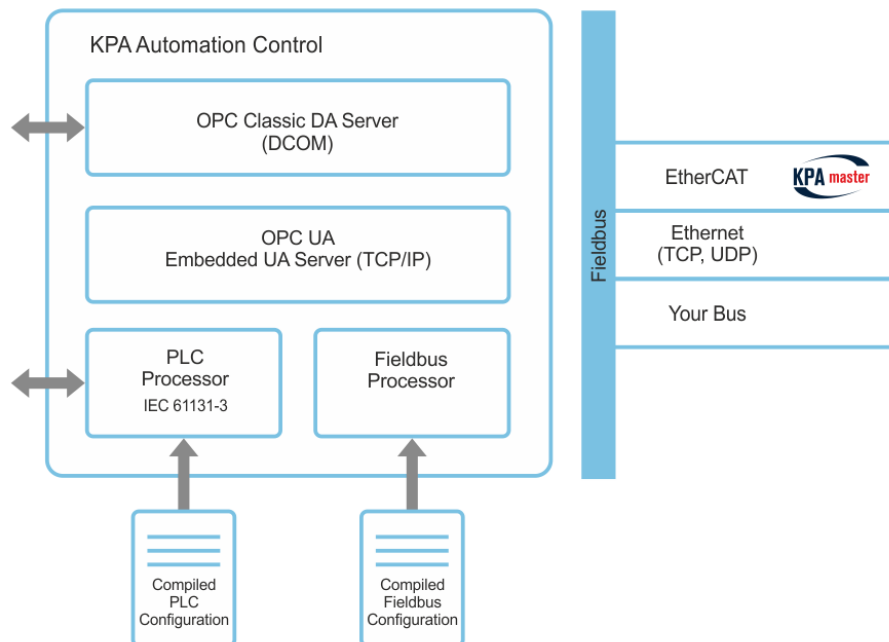 KPA Automation Control
OPC Classic DA Server
(DCOM)
OPC UA
Embedded UA Server (TCP/IP)
PLC
Processor
IEC 61131-3
Fieldbus
Processor
Compiled
PLC
Configuration
Compiled
Fieldbus
Configuration
Fieldbus
EtherCAT
KPA master
Ethernet
(TCP, UDP)
Your Bus